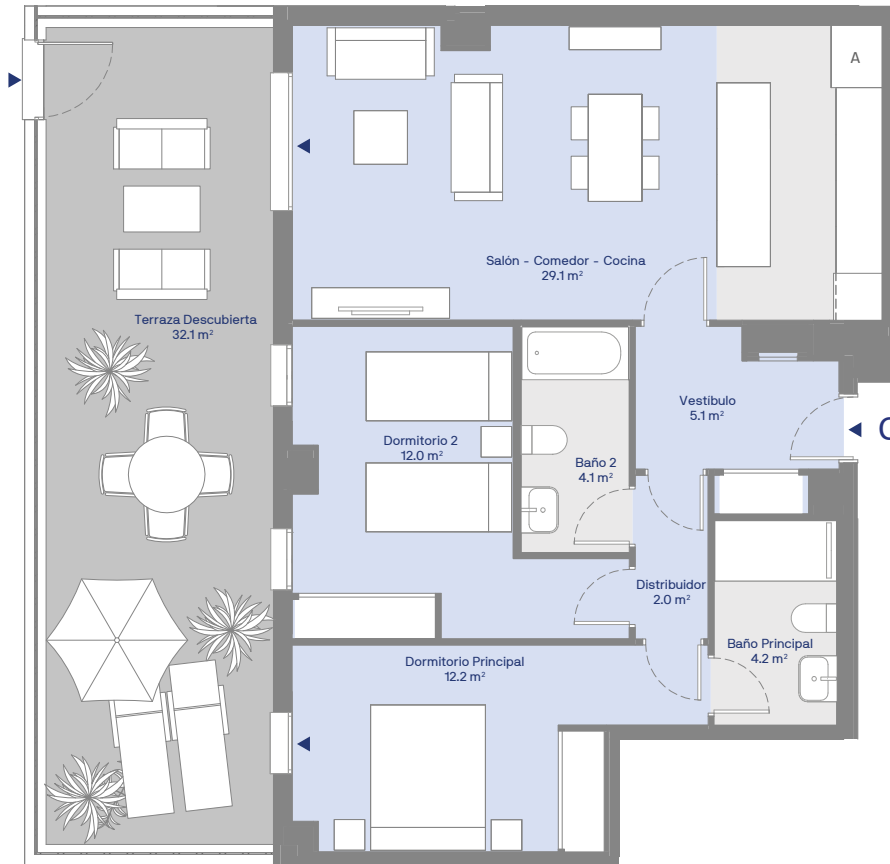 A
Salón - Comedor - Cocina
29.1 m²
Terraza Descubierta
32.1 m²
Vestíbulo
5.1 m²
Dormitorio 2
12.0 m²
Baño 2
4.1 m²
Distribuidor
2.0 m²
Baño Principal
4.2 m²
Dormitorio Principal
12.2 m²